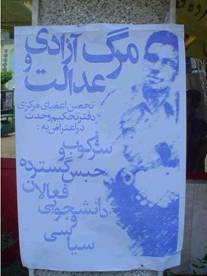 مرگ آزادی
و
عدالت
تحصن اعضای مرکزی
دفتر تحکیم وحدت
در اعتراض به:
سرکوب و
حبس گسترده
فعالان
دانشجویی
و
سیاسی